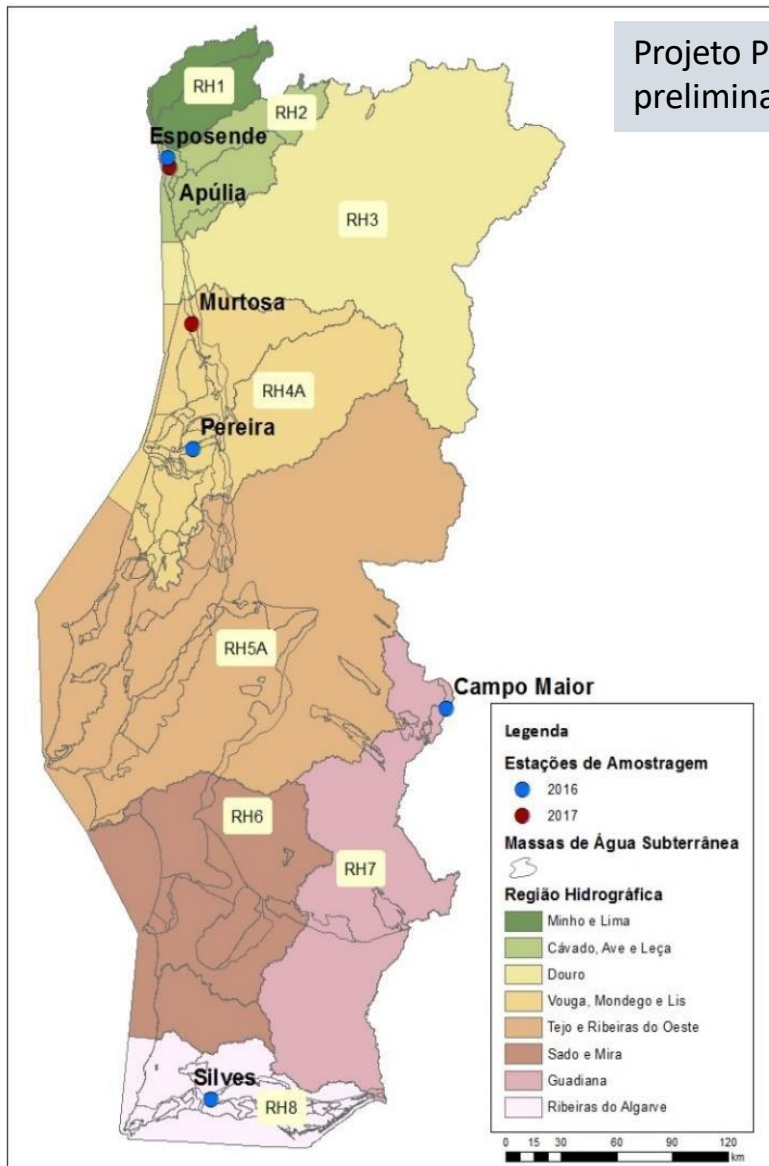 Projeto P
prelimina
RH1
RH2
Esposende
Apúlia
RH3
Murtosa
RH4A
Pereira
RH5A
Campo Maior
RH6
RH7
Silves
RH8
Legenda
Estações de Amostragem
2016
2017
Massas de Água Subterrânea
Região Hidrográfica
Minho e Lima
Cávado, Ave e Leça
Douro
Vouga, Mondego e Lis
Tejo e Ribeiras do Oeste
Sado e Mira
Guadiana
Ribeiras do Algarve
0 15 30 60 90 120
km